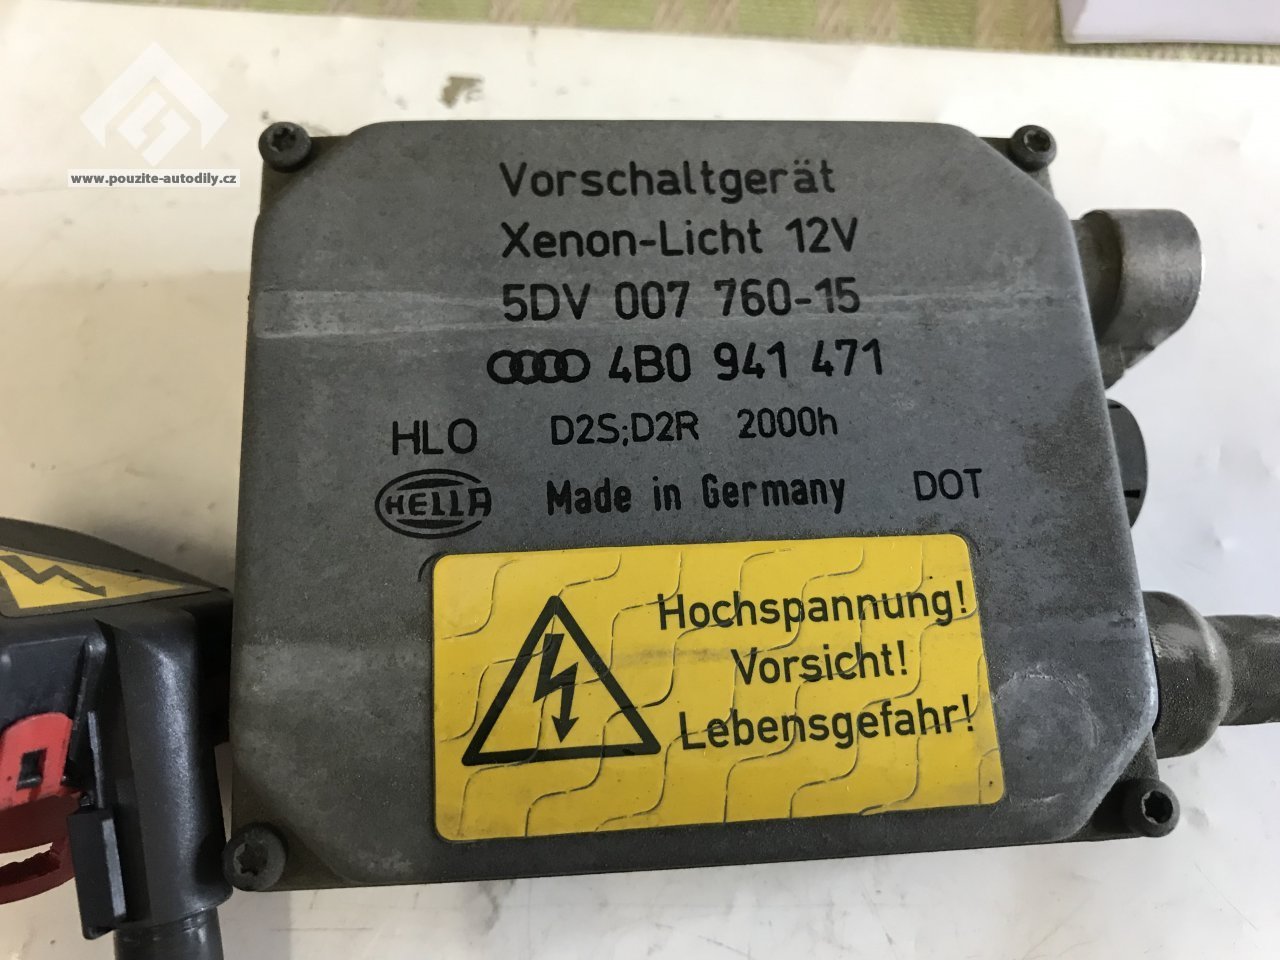 www.pouzite-autodily.cz
Vorschaltgerät
Xenon-Licht 12V
5DV 007 760-15
4B0 941 471
HLO D2S;D2R 2000h
HELLA Made in Germany DOT
Hochspannung!
Vorsicht!
Lebensgefahr!